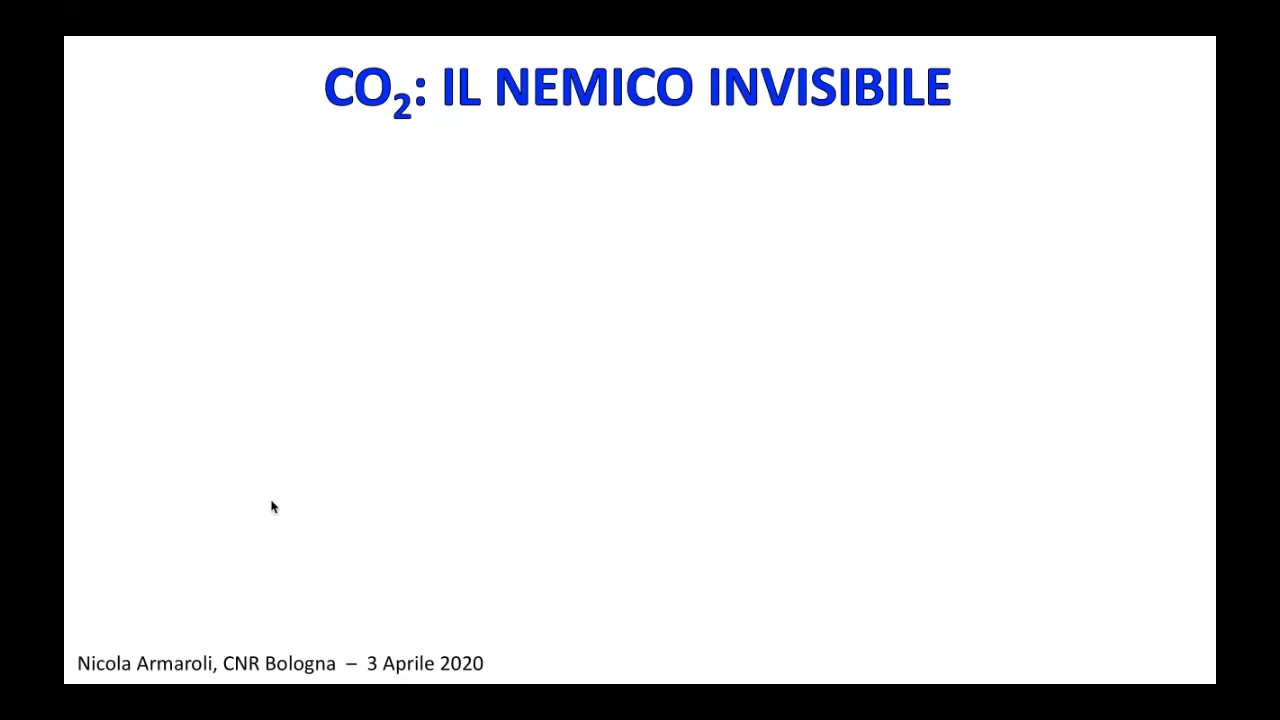 CO₂: IL NEMICO INVISIBILE
Nicola Armaroli, CNR Bologna – 3 Aprile 2020